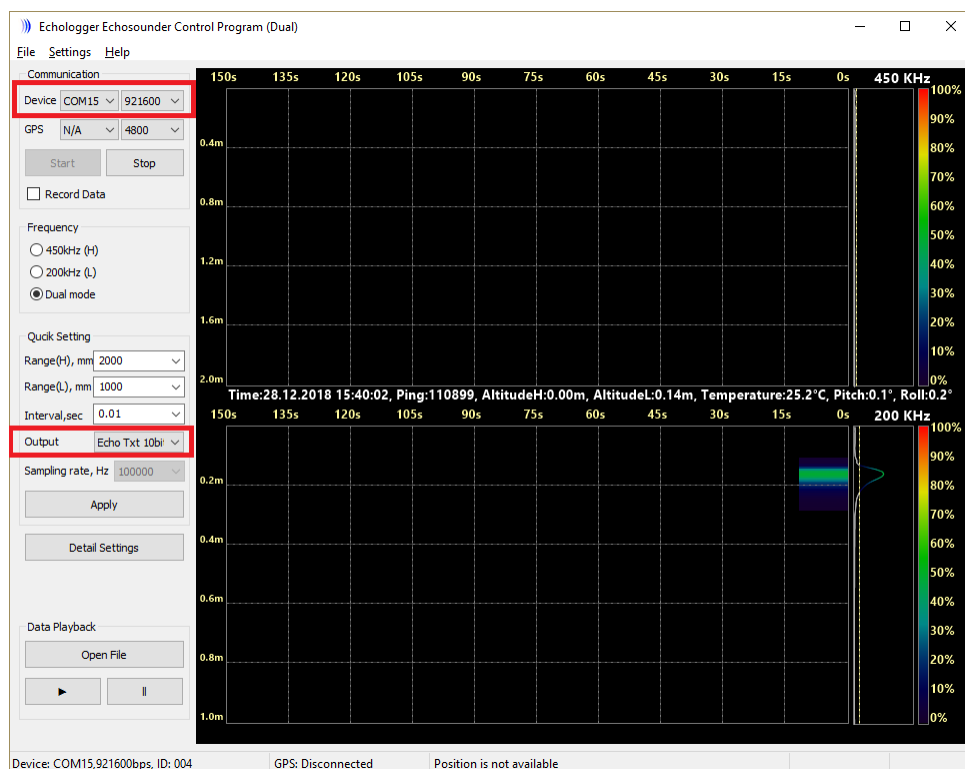 Echologger Echosounder Control Program (Dual)
File Settings Help
Communication
Device COM15 921600
GPS N/A 4800
Start Stop
Record Data
Frequency
450kHz (H)
200kHz (L)
Dual mode
Qucik Setting
Range(H), mm 2000
Range(L), mm 1000
Interval,sec 0.01
Output Echo Txt 10bi
Sampling rate, Hz 100000
Apply
Detail Settings
Data Playback
Open File
150s 135s 120s 105s 90s 75s 60s 45s 30s 15s 0s 450 KHz
100%
90%
80%
70%
60%
50%
40%
30%
20%
10%
0%
0.4m
0.8m
1.2m
1.6m
2.0m
Time:28.12.2018 15:40:02, Ping:110899, AltitudeH:0.00m, AltitudeL:0.14m, Temperature:25.2°C, Pitch:0.1°, Roll:0.2°
150s 135s 120s 105s 90s 75s 60s 45s 30s 15s 0s 200 KHz
100%
90%
80%
70%
60%
50%
40%
30%
20%
10%
0%
0.2m
0.4m
0.6m
0.8m
1.0m
Device: COM15,921600bps, ID: 004 GPS: Disconnected Position is not available